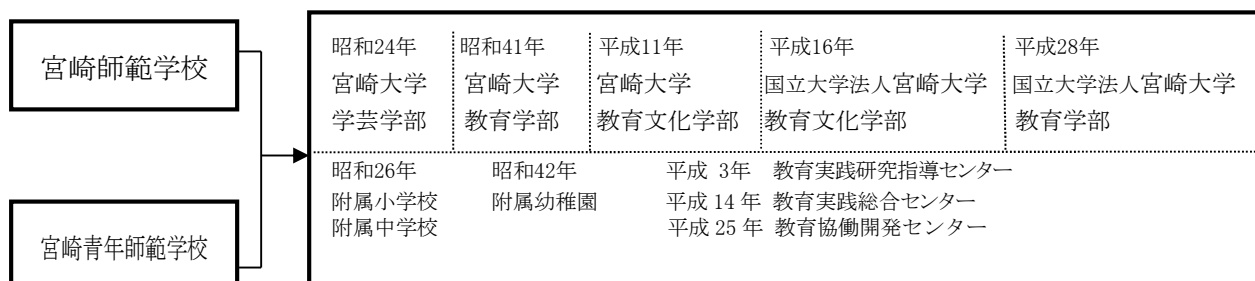 宮崎師範学校
宮崎青年師範学校
昭和24年 昭和41年 平成11年 平成16年 平成28年
宮崎大学 宮崎大学 宮崎大学 国立大学法人宮崎大学 国立大学法人宮崎大学
学芸学部 教育学部 教育文化学部 教育文化学部 教育学部
昭和26年 昭和42年 平成 3年 教育実践研究指導センター
附属小学校 附属幼稚園 平成 14 年 教育実践総合センター
附属中学校 平成 25 年 教育協働開発センター